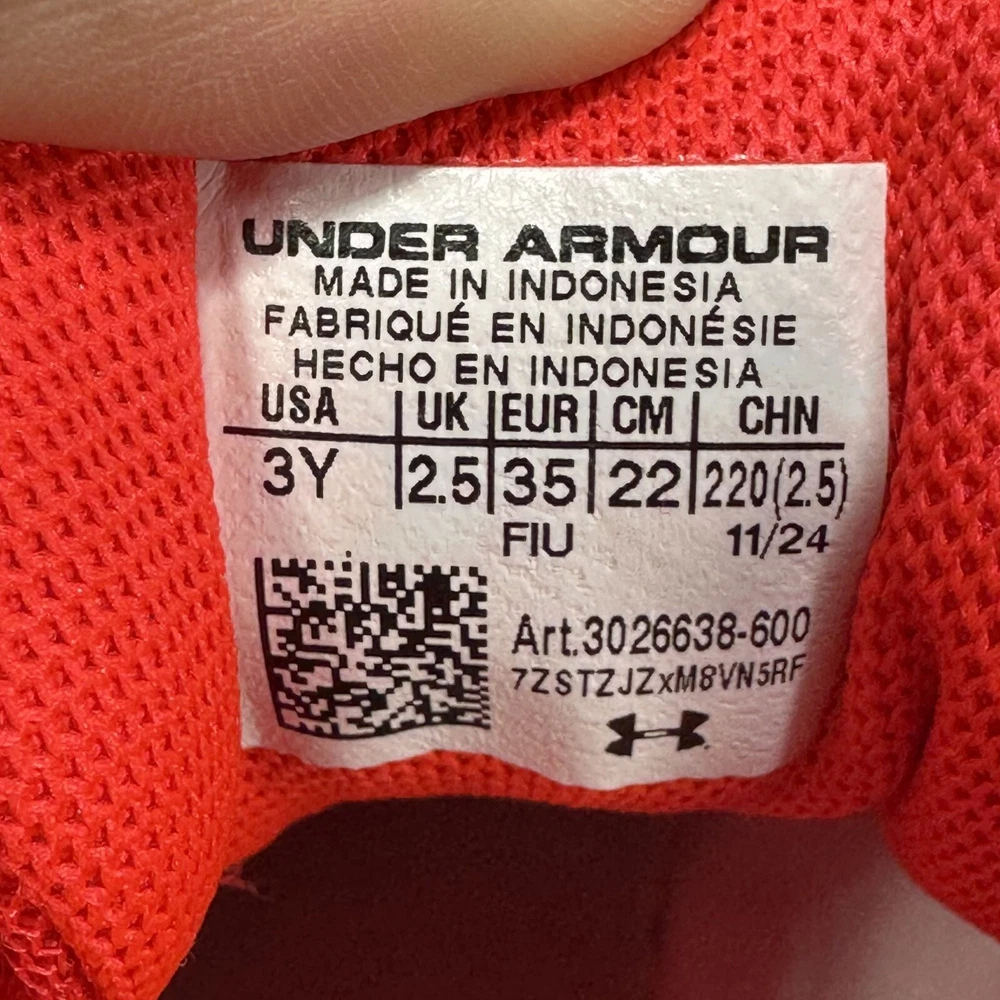 UNDER ARMOUR
MADE IN INDONESIA
FABRIQUÉ EN INDONÉSIE
HECHO EN INDONESIA
USA UK EUR CM CHN
3Y 2.5 35 22 220(2.5)
FIU 11/24
Art.3026638-600
7ZSTZJZxM8VN5RF